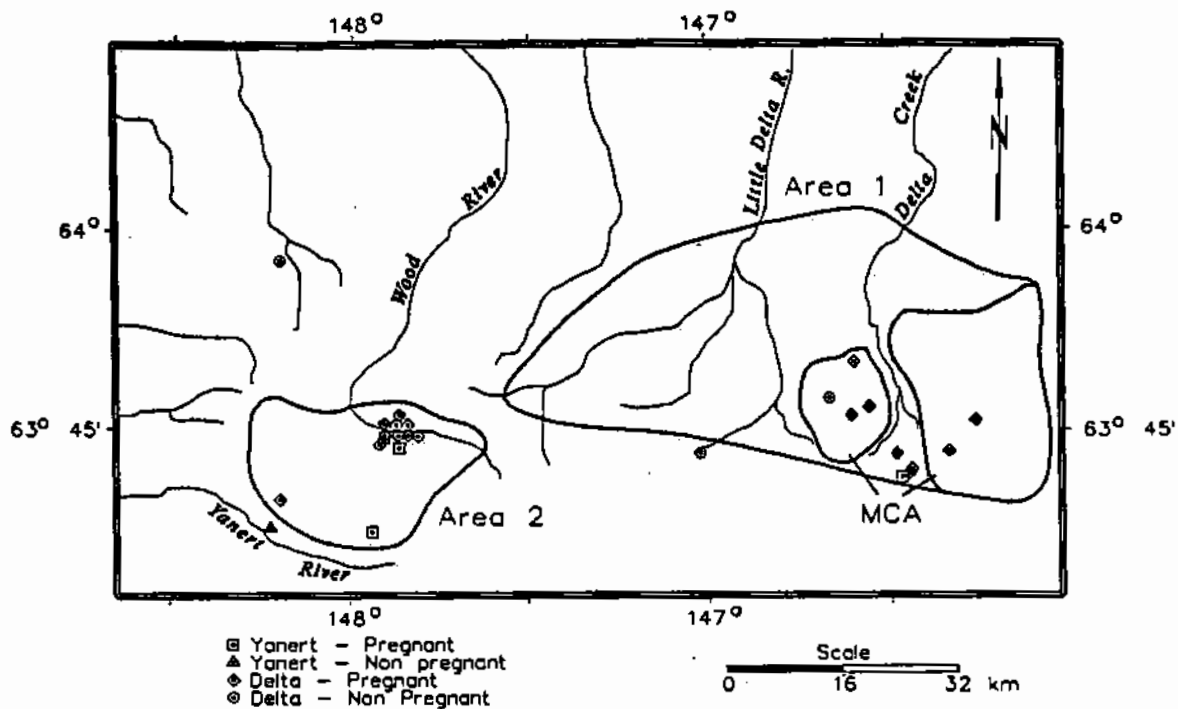 148° 147°
Little Delta R.
Creek
Delta
N
River
Wood
Area 1
64° 64°
63° 45' 63° 45'
Area 2
MCA
Yanert
River
148° 147°
Yanert – Pregnant
Yanert – Non pregnant
Delta – Pregnant
Delta – Non Pregnant
Scale
0 16 32 km